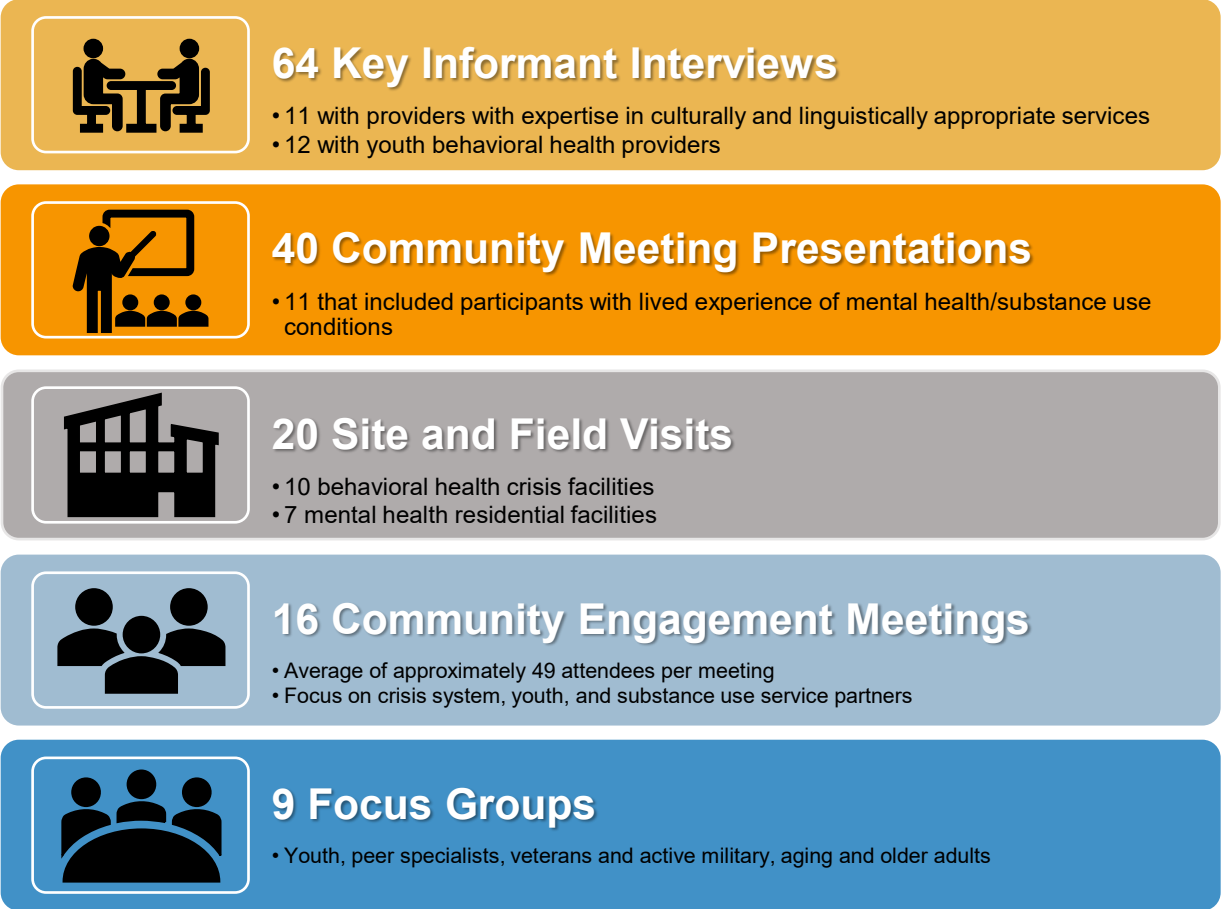 64 Key Informant Interviews
• 11 with providers with expertise in culturally and linguistically appropriate services
• 12 with youth behavioral health providers
40 Community Meeting Presentations
• 11 that included participants with lived experience of mental health/substance use
conditions
20 Site and Field Visits
• 10 behavioral health crisis facilities
• 7 mental health residential facilities
16 Community Engagement Meetings
• Average of approximately 49 attendees per meeting
• Focus on crisis system, youth, and substance use service partners
9 Focus Groups
• Youth, peer specialists, veterans and active military, aging and older adults